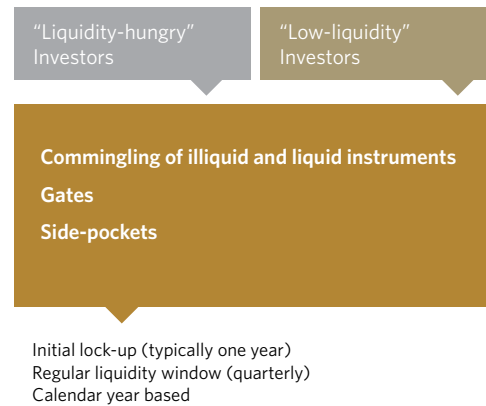 “Liquidity-hungry”
Investors
“Low-liquidity”
Investors
Commingling of illiquid and liquid instruments
Gates
Side-pockets
Initial lock-up (typically one year)
Regular liquidity window (quarterly)
Calendar year based